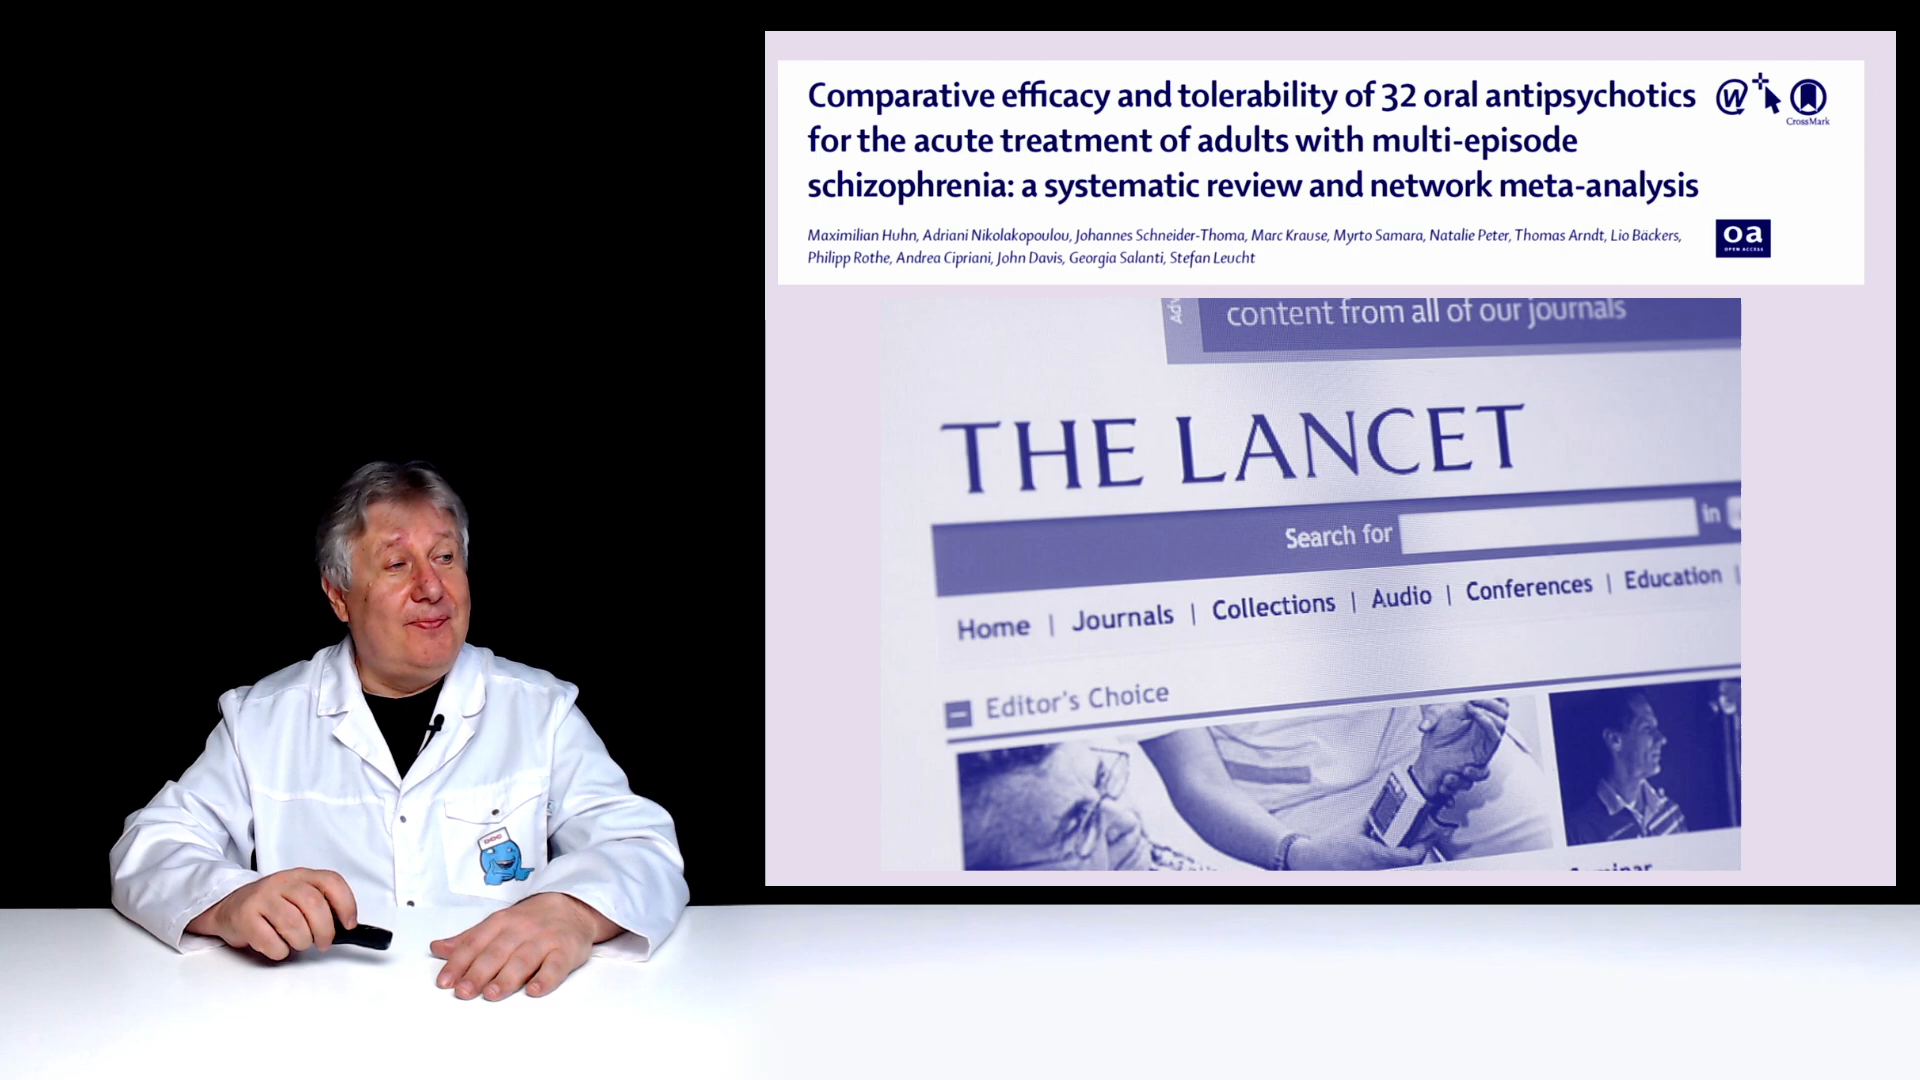 Comparative efficacy and tolerability of 32 oral antipsychotics
for the acute treatment of adults with multi-episode
schizophrenia: a systematic review and network meta-analysis
CrossMark
Maximilian Huhn, Adriani Nikolakopoulou, Johannes Schneider-Thoma, Marc Krause, Myrto Samara, Natalie Peter, Thomas Arndt, Lio Bäckers,
Philipp Rothe, Andrea Cipriani, John Davis, Georgia Salanti, Stefan Leucht
oa
OPEN ACCESS
content from all of our journals
THE LANCET
Search for in
Home | Journals | Collections | Audio | Conferences | Education |
Editor's Choice